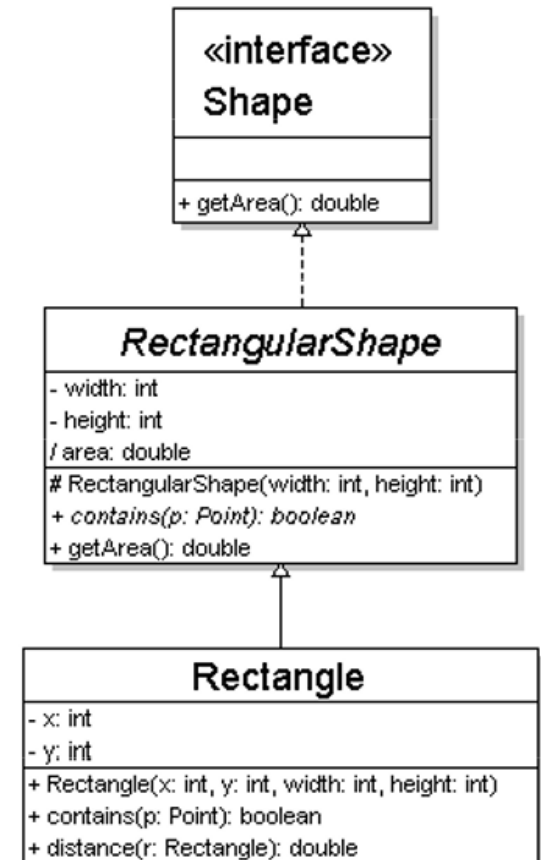 «interface»
Shape
+ getArea(): double
RectangularShape
- width: int
- height: int
/ area: double
# RectangularShape(width: int, height: int)
+ contains(p: Point): boolean
+ getArea(): double
Rectangle
- x: int
- y: int
+ Rectangle(x: int, y: int, width: int, height: int)
+ contains(p: Point): boolean
+ distance(r: Rectangle): double